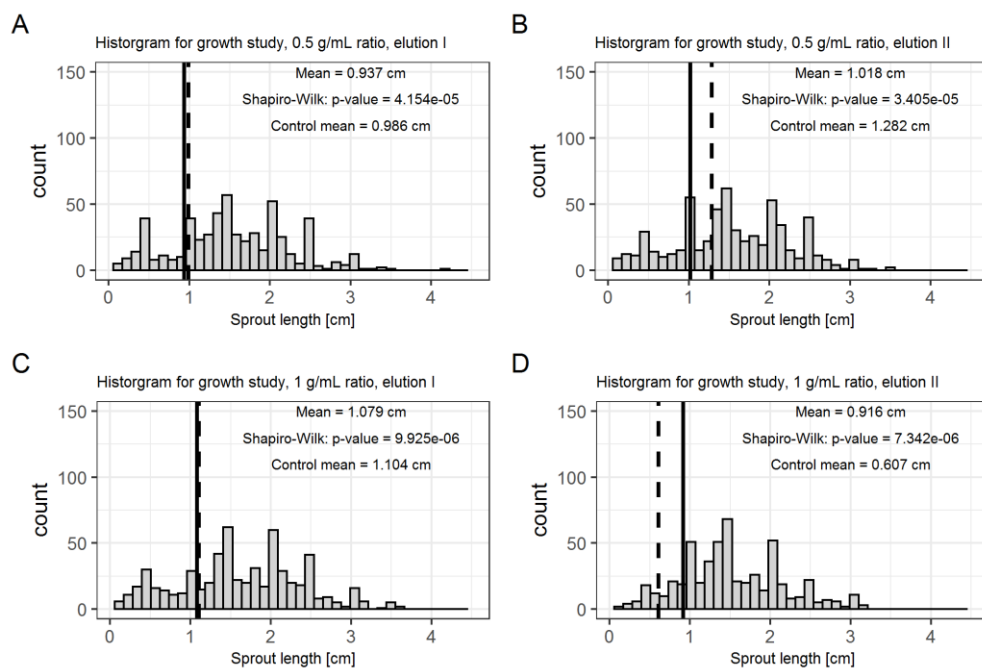 A
Historgram for growth study, 0.5 g/mL ratio, elution I
Mean = 0.937 cm
Shapiro-Wilk: p-value = 4.154e-05
Control mean = 0.986 cm
150
100
50
0
count
0 1 2 3 4
Sprout length [cm]
B
Historgram for growth study, 0.5 g/mL ratio, elution II
Mean = 1.018 cm
Shapiro-Wilk: p-value = 3.405e-05
Control mean = 1.282 cm
150
100
50
0
count
0 1 2 3 4
Sprout length [cm]
C
Historgram for growth study, 1 g/mL ratio, elution I
Mean = 1.079 cm
Shapiro-Wilk: p-value = 9.925e-06
Control mean = 1.104 cm
150
100
50
0
count
0 1 2 3 4
Sprout length [cm]
D
Historgram for growth study, 1 g/mL ratio, elution II
Mean = 0.916 cm
Shapiro-Wilk: p-value = 7.342e-06
Control mean = 0.607 cm
150
100
50
0
count
0 1 2 3 4
Sprout length [cm]